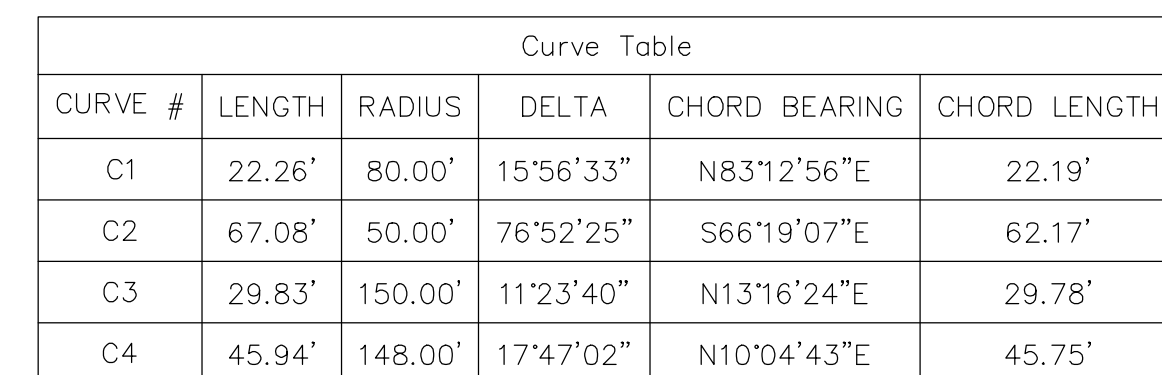 Curve Table
CURVE # LENGTH RADIUS DELTA CHORD BEARING CHORD LENGTH
C1 22.26' 80.00' 15°56'33" N83°12'56"E 22.19'
C2 67.08' 50.00' 76°52'25" S66°19'07"E 62.17'
C3 29.83' 150.00' 11°23'40" N13°16'24"E 29.78'
C4 45.94' 148.00' 17°47'02" N10°04'43"E 45.75'